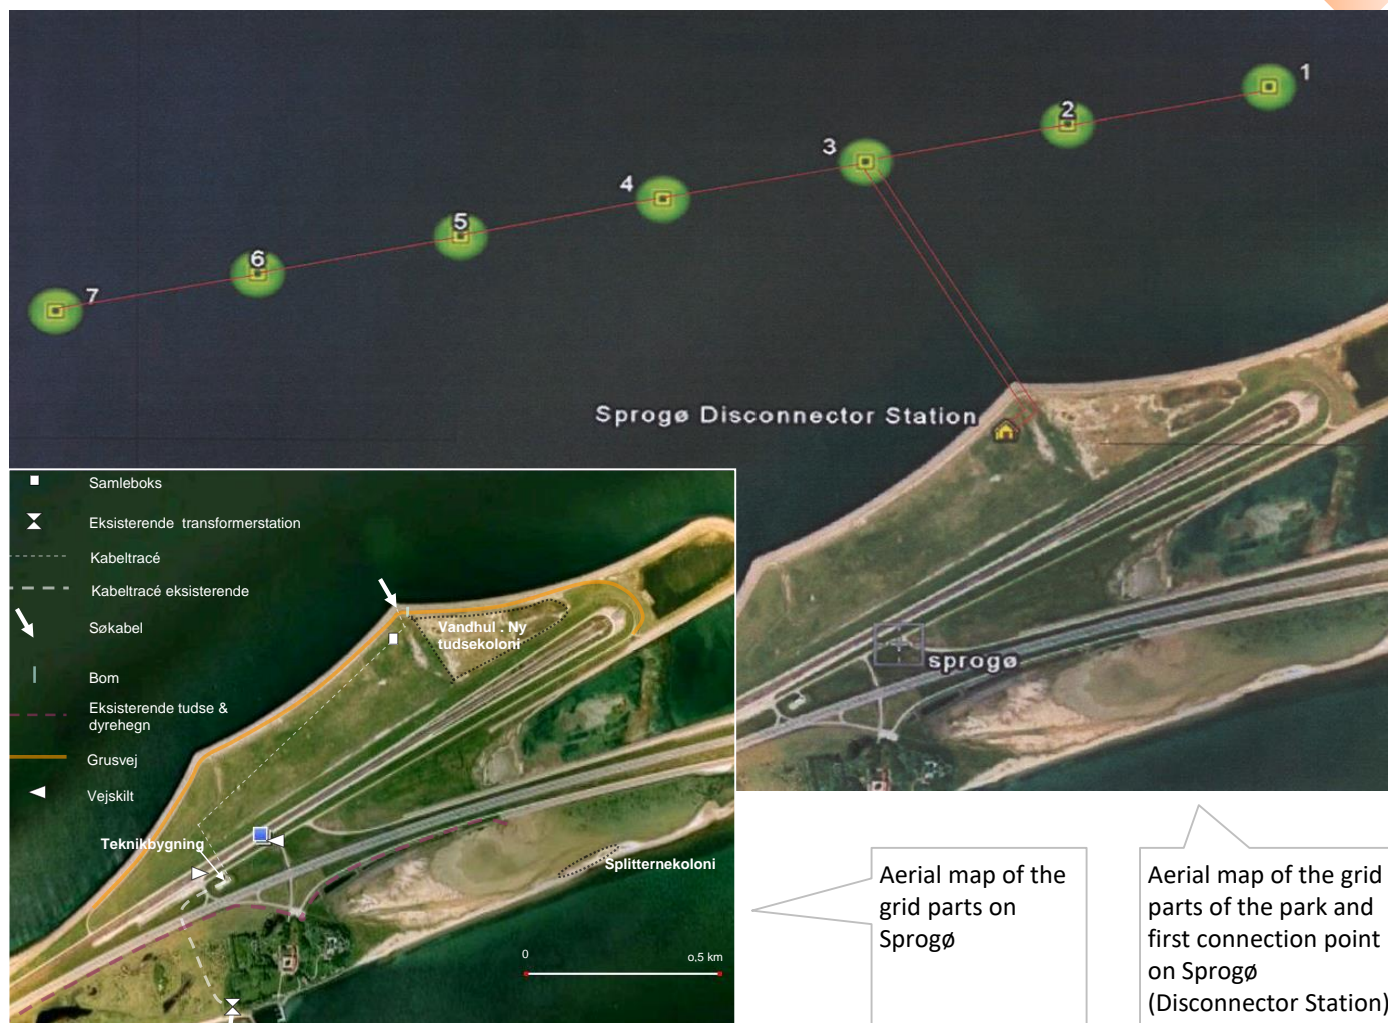 1
2
3
4
5
6
7
Sprogø Disconnector Station
sprogø
Samleboks
Eksisterende transformerstation
Kabeltracé
Kabeltracé eksisterende
Søkabel
Bom
Eksisterende tudse &
dyrehegn
Grusvej
Vejskilt
Vandhul . Ny
tudsekoloni
Teknikbygning
Splitternekoloni
0
o,5 km
Aerial map of the
grid parts on
Sprogø
Aerial map of the grid
parts of the park and
first connection point
on Sprogø
(Disconnector Station)